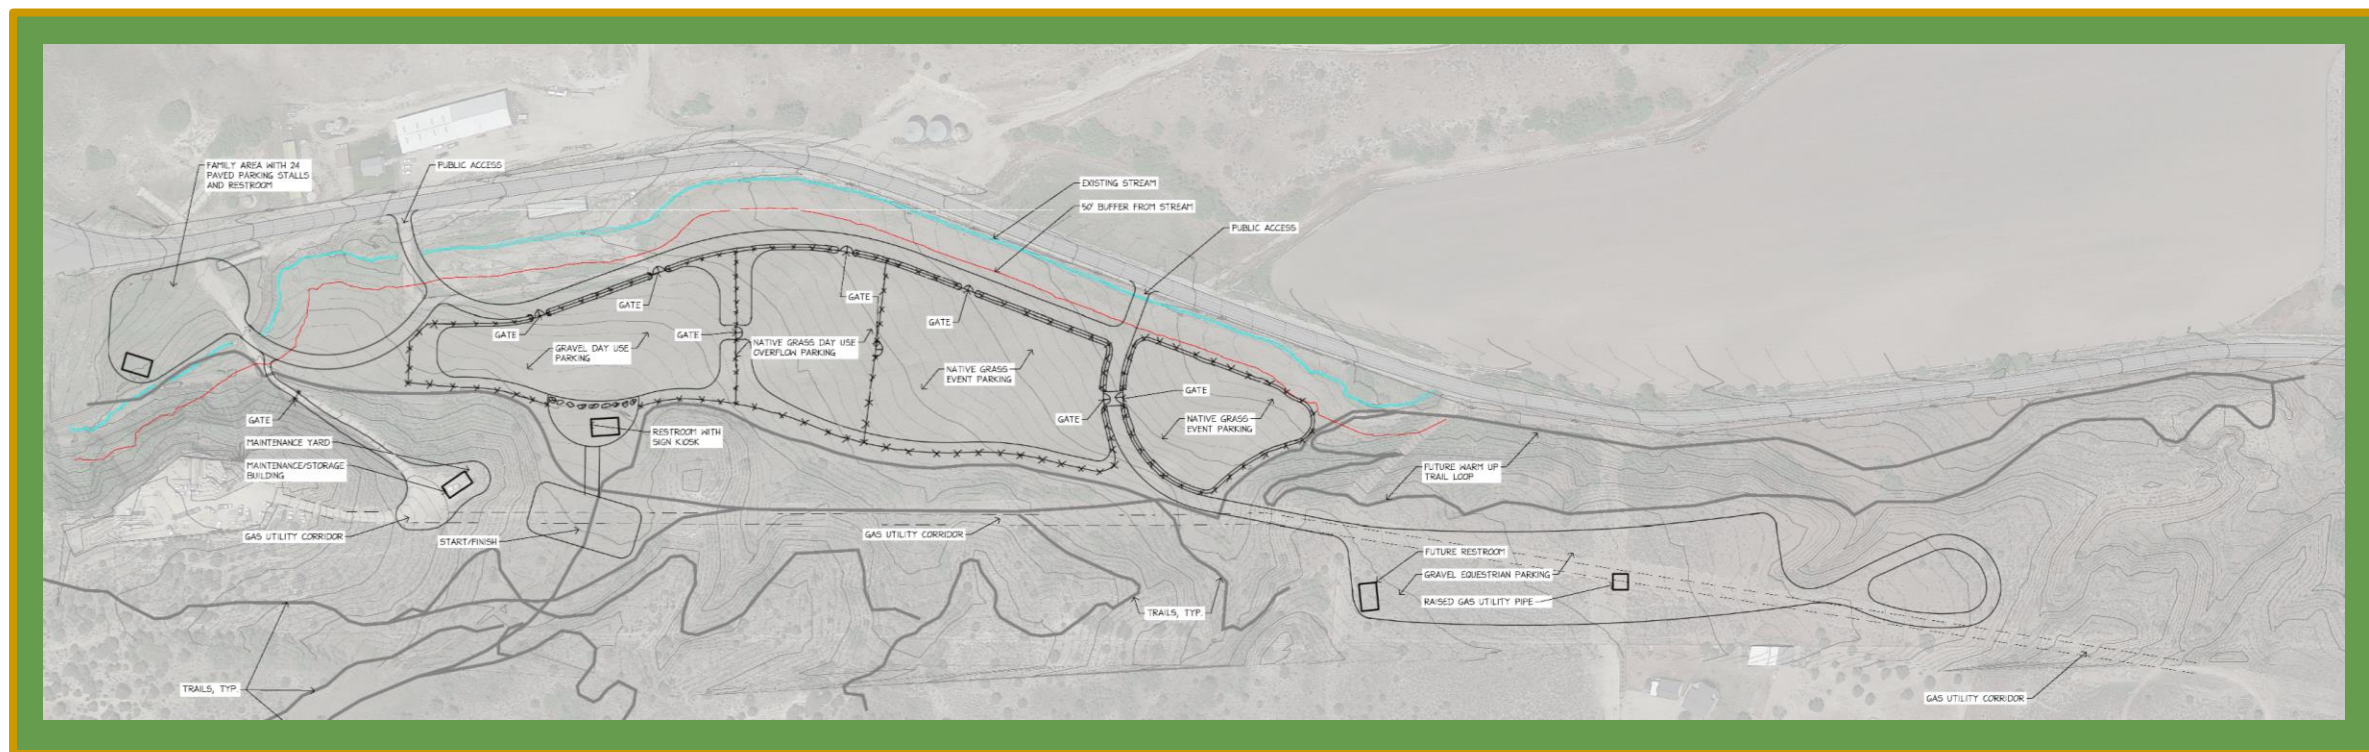 FAMILY AREA WITH 24
PAVED PARKING STALLS
AND RESTROOM
PUBLIC ACCESS
EXISTING STREAM
50' BUFFER FROM STREAM
PUBLIC ACCESS
GATE
GATE
GATE
GATE
GATE
GRAVEL DAY USE
PARKING
NATIVE GRASS DAY USE
OVERFLOW PARKING
NATIVE GRASS
EVENT PARKING
GATE
GATE
NATIVE GRASS
EVENT PARKING
GATE
RESTROOM WITH
SIGN KIOSK
MAINTENANCE YARD
MAINTENANCE/STORAGE
BUILDING
FUTURE WARM UP
TRAIL LOOP
GAS UTILITY CORRIDOR
START/FINISH
GAS UTILITY CORRIDOR
FUTURE RESTROOM
GRAVEL EQUESTRIAN PARKING
RAISED GAS UTILITY PIPE
TRAILS, TYP.
TRAILS, TYP.
GAS UTILITY CORRIDOR